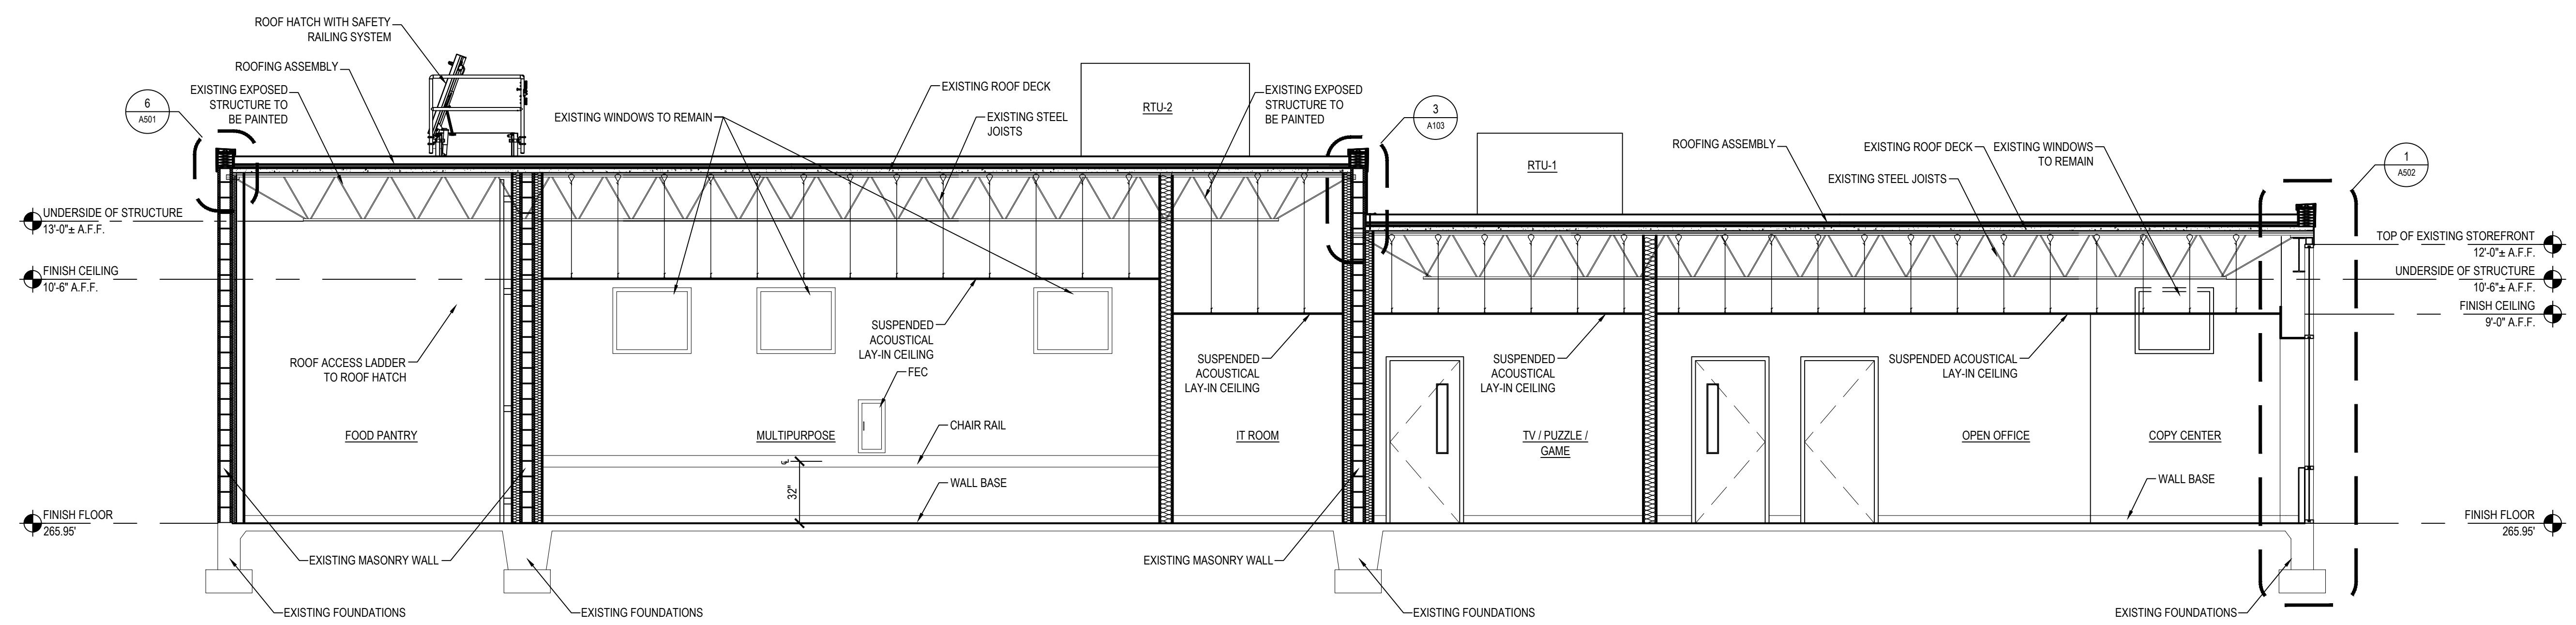 ROOF HATCH WITH SAFETY
RAILING SYSTEM
ROOFING ASSEMBLY
EXISTING EXPOSED
STRUCTURE TO
BE PAINTED
6
A501
EXISTING WINDOWS TO REMAIN
EXISTING ROOF DECK
EXISTING STEEL
JOISTS
RTU-2
EXISTING EXPOSED
STRUCTURE TO
BE PAINTED
3
A103
RTU-1
ROOFING ASSEMBLY
EXISTING ROOF DECK
EXISTING STEEL JOISTS
EXISTING WINDOWS
TO REMAIN
1
A502
UNDERSIDE OF STRUCTURE
13'-0"± A.F.F.
FINISH CEILING
10'-6" A.F.F.
TOP OF EXISTING STOREFRONT
12'-0"± A.F.F.
UNDERSIDE OF STRUCTURE
10'-6"± A.F.F.
FINISH CEILING
9'-0" A.F.F.
ROOF ACCESS LADDER
TO ROOF HATCH
SUSPENDED
ACOUSTICAL
LAY-IN CEILING
FEC
SUSPENDED
ACOUSTICAL
LAY-IN CEILING
SUSPENDED
ACOUSTICAL
LAY-IN CEILING
SUSPENDED ACOUSTICAL
LAY-IN CEILING
FOOD PANTRY
MULTIPURPOSE
CHAIR RAIL
IT ROOM
TV / PUZZLE /
GAME
OPEN OFFICE
COPY CENTER
CL
32"
WALL BASE
WALL BASE
FINISH FLOOR
265.95'
FINISH FLOOR
265.95'
EXISTING MASONRY WALL
EXISTING MASONRY WALL
EXISTING FOUNDATIONS
EXISTING FOUNDATIONS
EXISTING FOUNDATIONS
EXISTING FOUNDATIONS